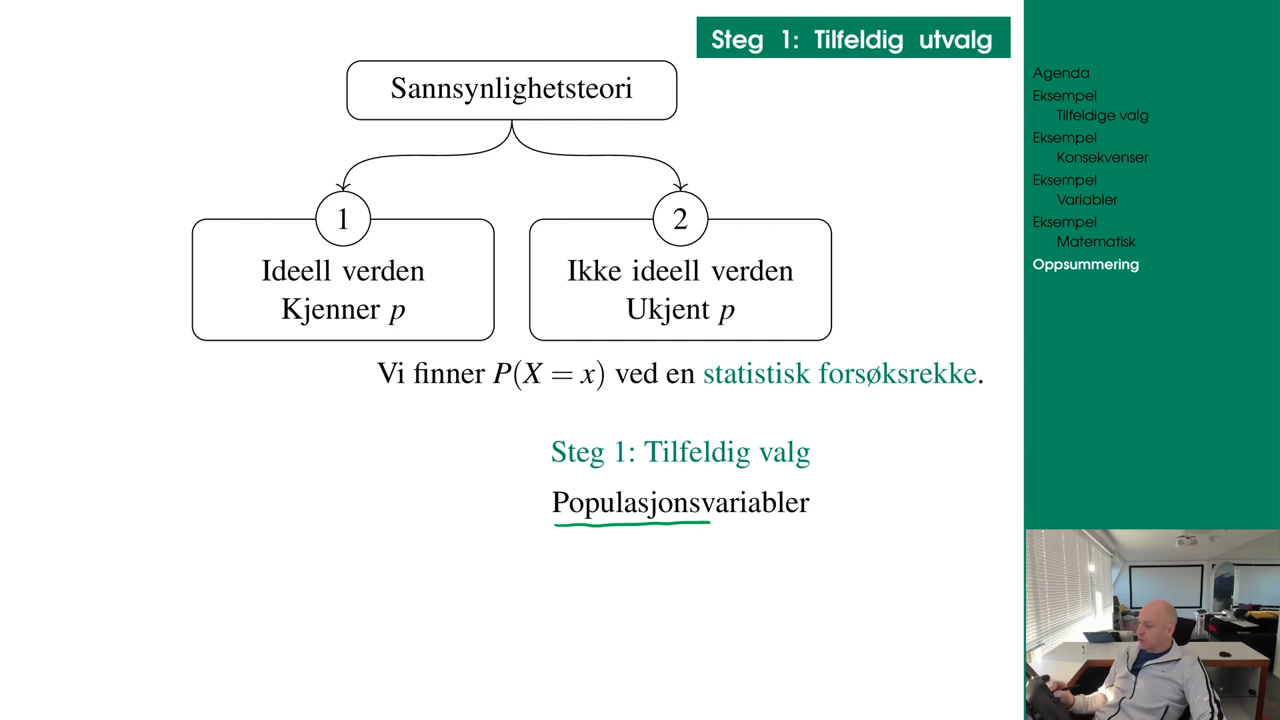 Steg 1: Tilfeldig utvalg
Sannsynlighetsteori
1
Ideell verden
Kjenner p
2
Ikke ideell verden
Ukjent p
Vi finner P(X = x) ved en statistisk forsøksrekke.
Steg 1: Tilfeldig valg
Populasjonsvariabler
Agenda
Eksempel
Tilfeldige valg
Eksempel
Konsekvenser
Eksempel
Variabler
Eksempel
Matematisk
Oppsummering